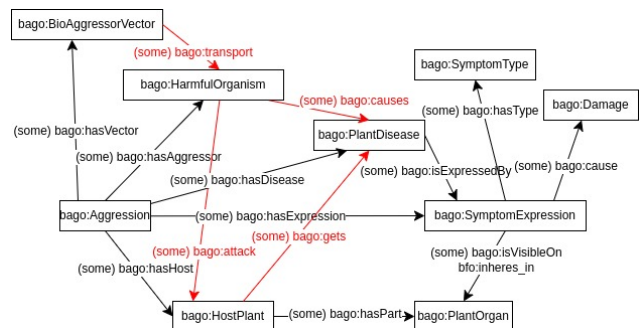 bago:BioAggressorVector
(some) bago:transport
bago:HarmfulOrganism
bago:SymptomType
(some) bago:causes
(some) bago:hasType
bago:Damage
(some) bago:hasVector
bago:PlantDisease
(some) bago:hasAggressor
(some) bago:isExpressedBy
(some) bago:cause
(some) bago:hasDisease
bago:Aggression
(some) bago:hasExpression
bago:SymptomExpression
(some) bago:gets
(some) bago:attack
(some) bago:isVisibleOn
bfo:inheres_in
(some) bago:hasHost
bago:HostPlant
(some) bago:hasPart
bago:PlantOrgan